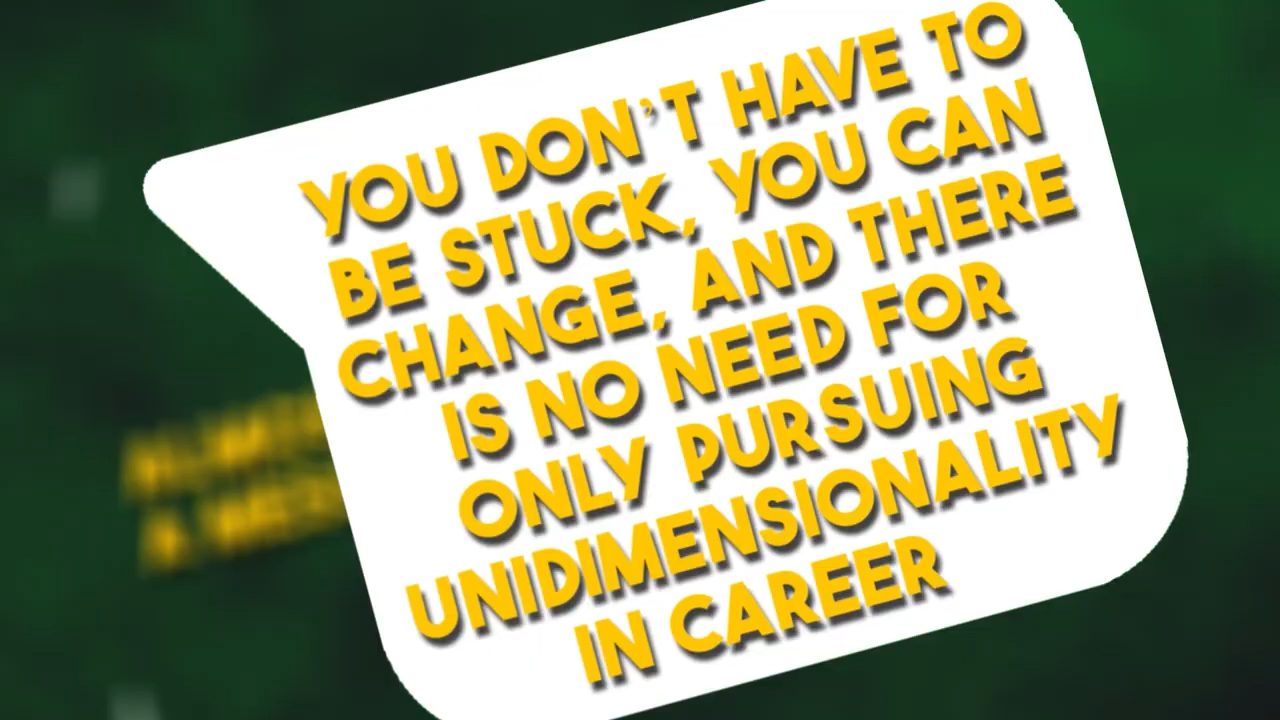 YOU DON'T HAVE TO
BE STUCK, YOU CAN
CHANGE, AND THERE
IS NO NEED FOR
ONLY PURSUING
UNIDIMENSIONALITY
IN CAREER